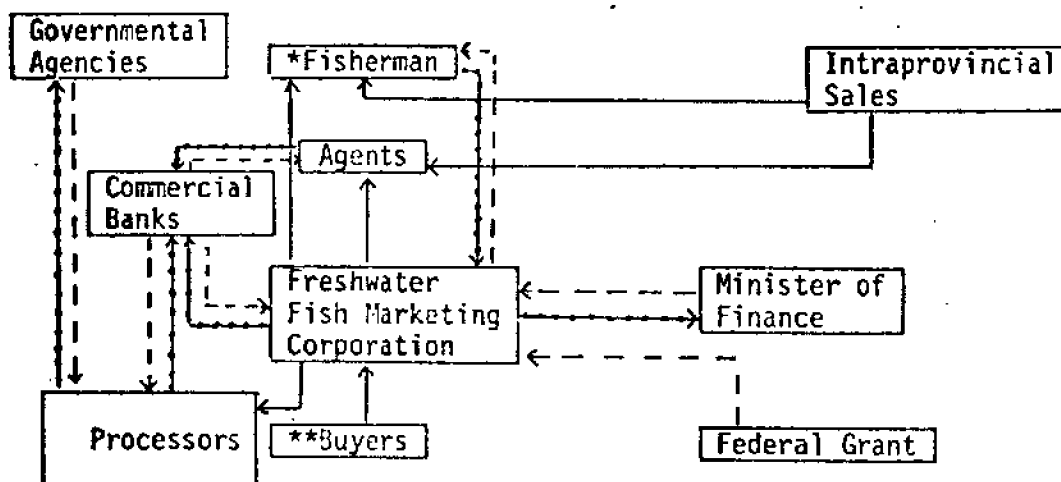 Governmental
Agencies
*Fisherman
Intraprovincial
Sales
Agents
Commercial
Banks
Freshwater
Fish Marketing
Corporation
Minister of
Finance
Processors
**Buyers
Federal Grant